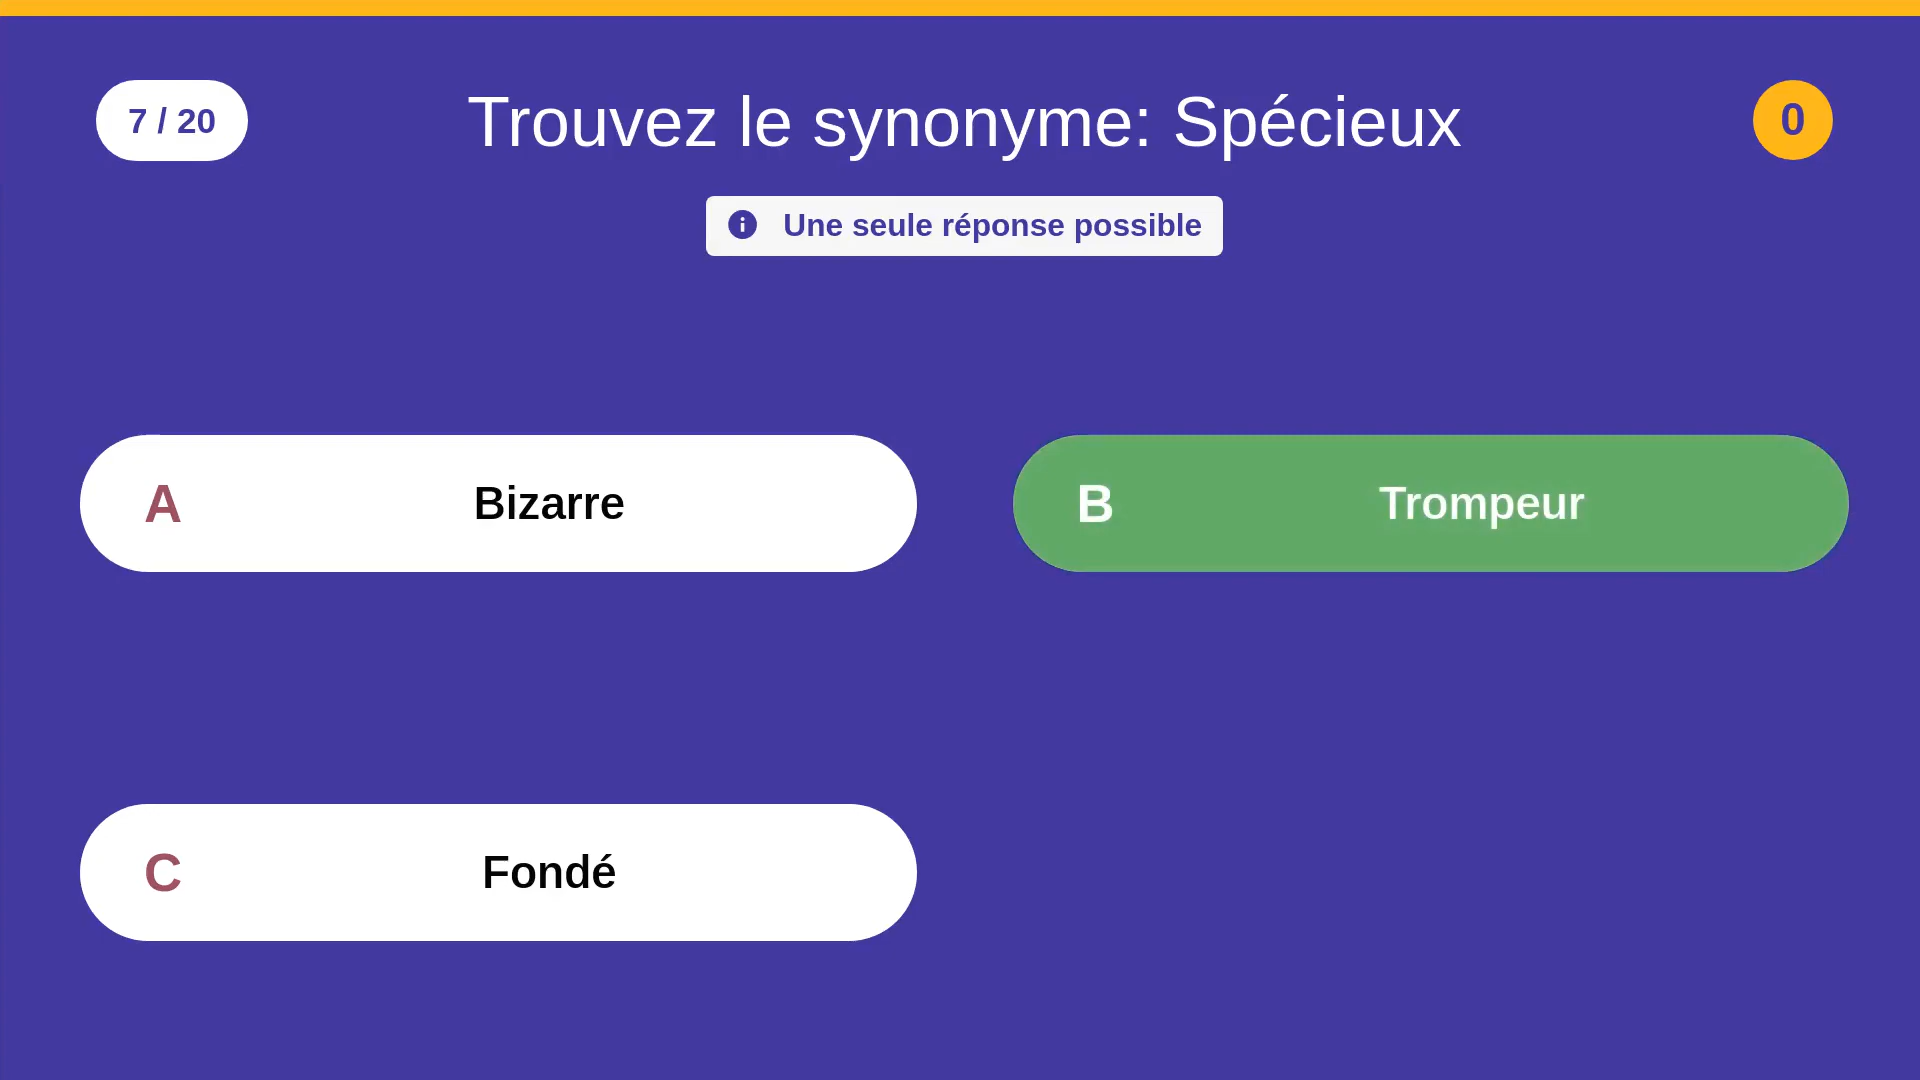 7 / 20
Trouvez le synonyme: Spécieux
0
Une seule réponse possible
A Bizarre
B Trompeur
C Fondé